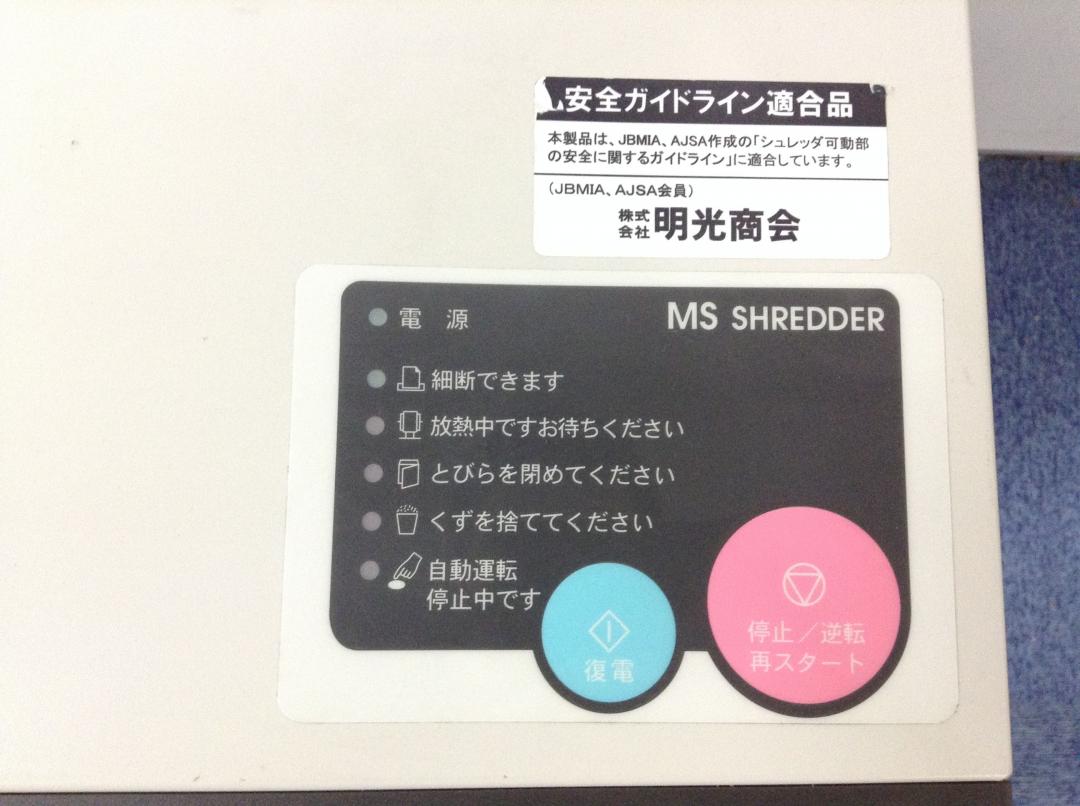 安全ガイドライン適合品
本製品は、JBMIA、AJSA作成の「シュレッダ可動部
の安全に関するガイドライン」に適合しています。
(JBMIA、AJSA会員)
株式会社 明光商会
電 源
MS SHREDDER
細断できます
放熱中ですお待ちください
とびらを閉めてください
くずを捨ててください
自動運転
停止中です
復電
停止／逆転
再スタート